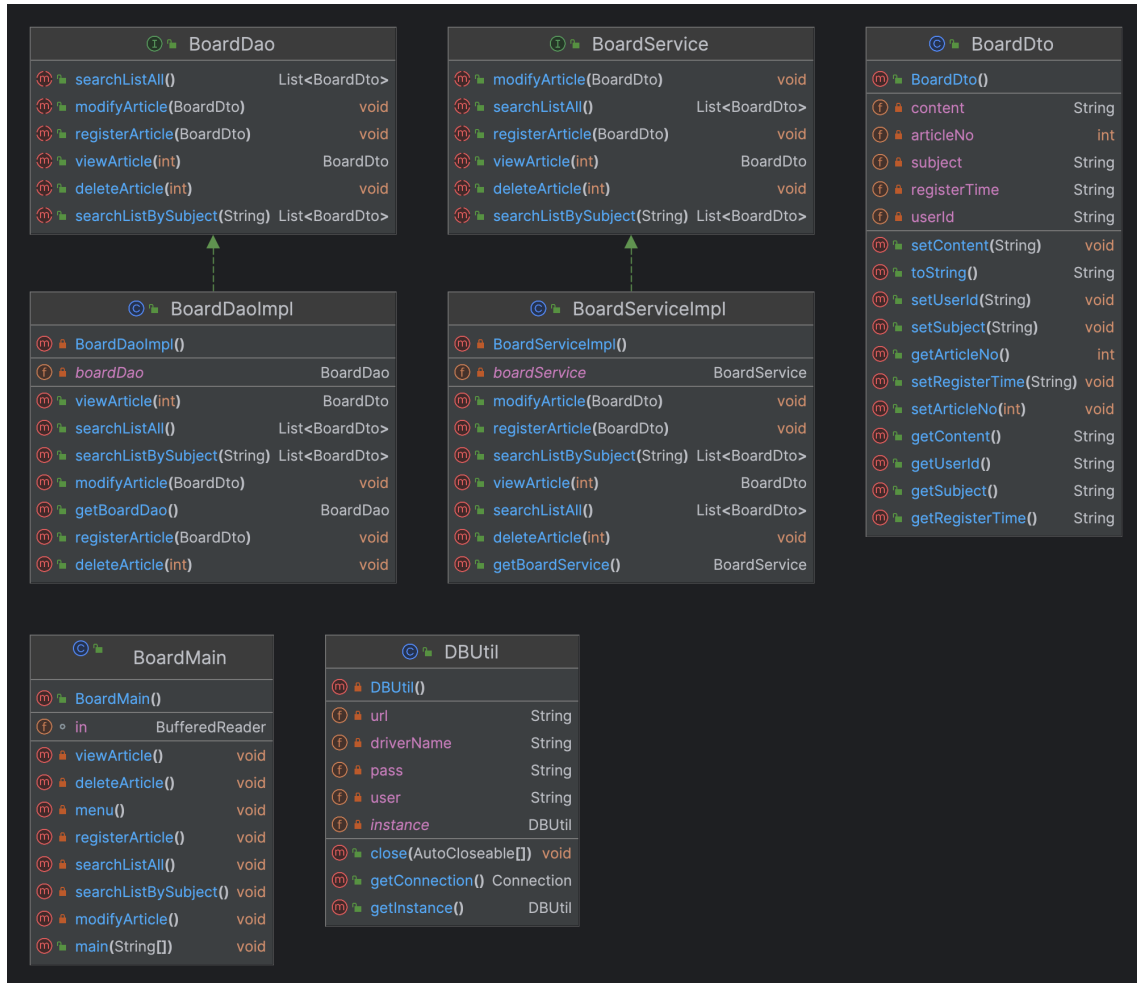 BoardDao
searchListAll() List<BoardDto>
modifyArticle(BoardDto) void
registerArticle(BoardDto) void
viewArticle(int) BoardDto
deleteArticle(int) void
searchListBySubject(String) List<BoardDto>
BoardService
modifyArticle(BoardDto) void
searchListAll() List<BoardDto>
registerArticle(BoardDto) void
viewArticle(int) BoardDto
deleteArticle(int) void
searchListBySubject(String) List<BoardDto>
BoardDto
BoardDto()
content String
articleNo int
subject String
registerTime String
userId String
setContent(String) void
toString() String
setUserId(String) void
setSubject(String) void
getArticleNo() int
setRegisterTime(String) void
setArticleNo(int) void
getContent() String
getUserId() String
getSubject() String
getRegisterTime() String
BoardDaoImpl
BoardDaoImpl()
boardDao BoardDao
viewArticle(int) BoardDto
searchListAll() List<BoardDto>
searchListBySubject(String) List<BoardDto>
modifyArticle(BoardDto) void
getBoardDao() BoardDao
registerArticle(BoardDto) void
deleteArticle(int) void
BoardServiceImpl
BoardServiceImpl()
boardService BoardService
modifyArticle(BoardDto) void
registerArticle(BoardDto) void
searchListBySubject(String) List<BoardDto>
viewArticle(int) BoardDto
searchListAll() List<BoardDto>
deleteArticle(int) void
getBoardService() BoardService
BoardMain
BoardMain()
in BufferedReader
viewArticle() void
deleteArticle() void
menu() void
registerArticle() void
searchListAll() void
searchListBySubject() void
modifyArticle() void
main(String[]) void
DBUtil
DBUtil()
url String
driverName String
pass String
user String
instance DBUtil
close(AutoCloseable[]) void
getConnection() Connection
getInstance() DBUtil